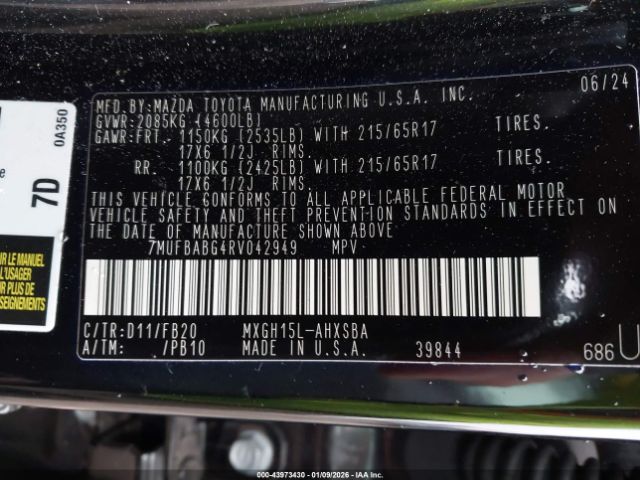 MFD.BY:MAZDA TOYOTA MANUFACTURING U.S.A. INC. 06/24
GVWR:2085KG (4600LB)
GAWR:FRT. 1150KG (2535LB) WITH 215/65R17 TIRES.
17X6 1/2J RIMS.
RR. 1100KG (2425LB) WITH 215/65R17 TIRES.
17X6 1/2J RIMS.
THIS VEHICLE CONFORMS TO ALL APPLICABLE FEDERAL MOTOR
VEHICLE SAFETY AND THEFT PREVENTION STANDARDS IN EFFECT ON
THE DATE OF MANUFACTURE SHOWN ABOVE
7MUFBABG4RV042949 MPV
C/TR:D11/FB20 MXGH15L-AHXSBA
A/TM: /PB10 MADE IN U.S.A. 39844 686 U
7D
0A350
SUR LE MANUEL
L'USAGER
000-43973430 | 01/09/2026 | IAA INC.